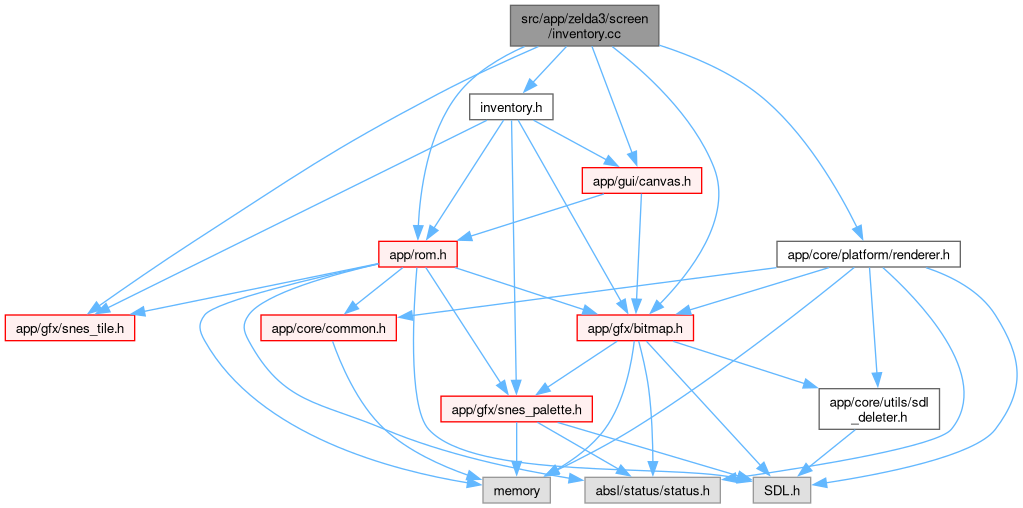 src/app/zelda3/screen
/inventory.cc
inventory.h
app/gui/canvas.h
app/rom.h
app/core/platform/renderer.h
app/gfx/snes_tile.h
app/core/common.h
app/gfx/bitmap.h
app/gfx/snes_palette.h
app/core/utils/sdl
_deleter.h
memory
absl/status/status.h
SDL.h